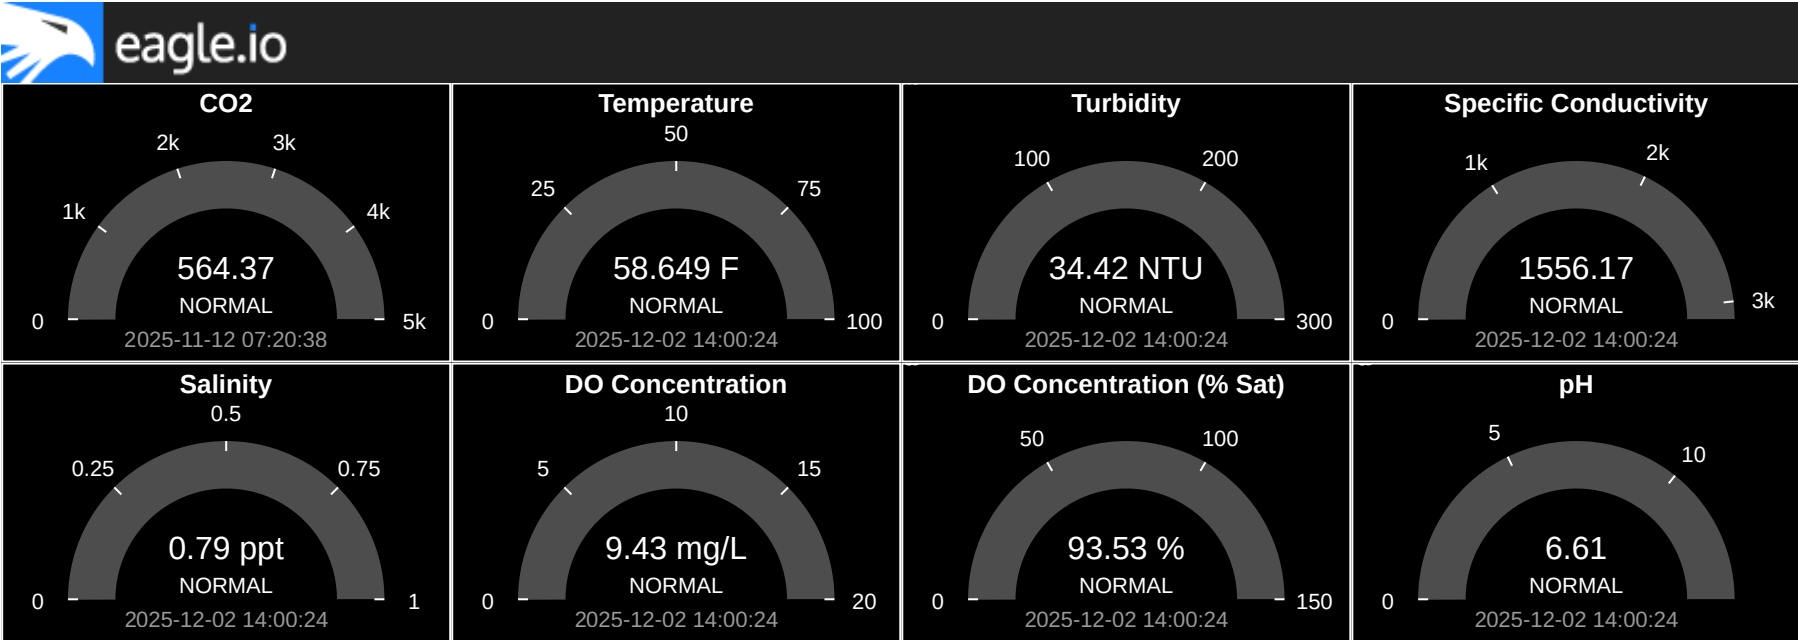 eagle.io
CO2
2k 3k
1k 4k
564.37
NORMAL
0 5k
2025-11-12 07:20:38
Temperature
50
25 75
58.649 F
NORMAL
0 100
2025-12-02 14:00:24
Turbidity
100 200
34.42 NTU
NORMAL
0 300
2025-12-02 14:00:24
Specific Conductivity
1k 2k
1556.17
NORMAL
0 3k
2025-12-02 14:00:24
Salinity
0.5
0.25 0.75
0.79 ppt
NORMAL
0 1
2025-12-02 14:00:24
DO Concentration
10
5 15
9.43 mg/L
NORMAL
0 20
2025-12-02 14:00:24
DO Concentration (% Sat)
50 100
93.53 %
NORMAL
0 150
2025-12-02 14:00:24
pH
5 10
6.61
NORMAL
0
2025-12-02 14:00:24